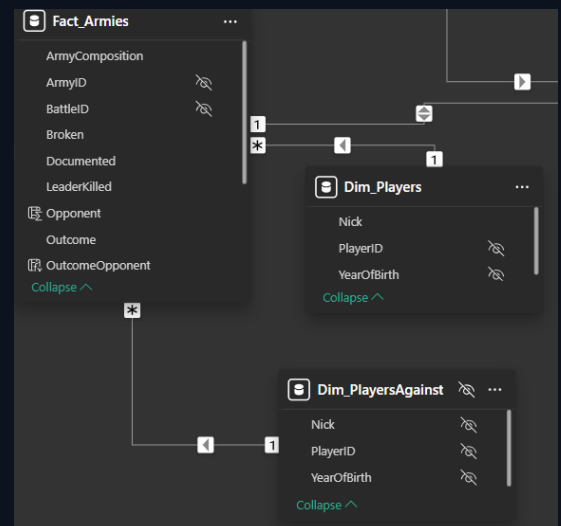 Fact_Armies
...
ArmyComposition
ArmyID
BattleID
Broken
Documented
LeaderKilled
Opponent
Outcome
OutcomeOpponent
Collapse
1
*
1
Dim_Players
...
Nick
PlayerID
YearOfBirth
Collapse
*
1
Dim_PlayersAgainst
...
Nick
PlayerID
YearOfBirth
Collapse